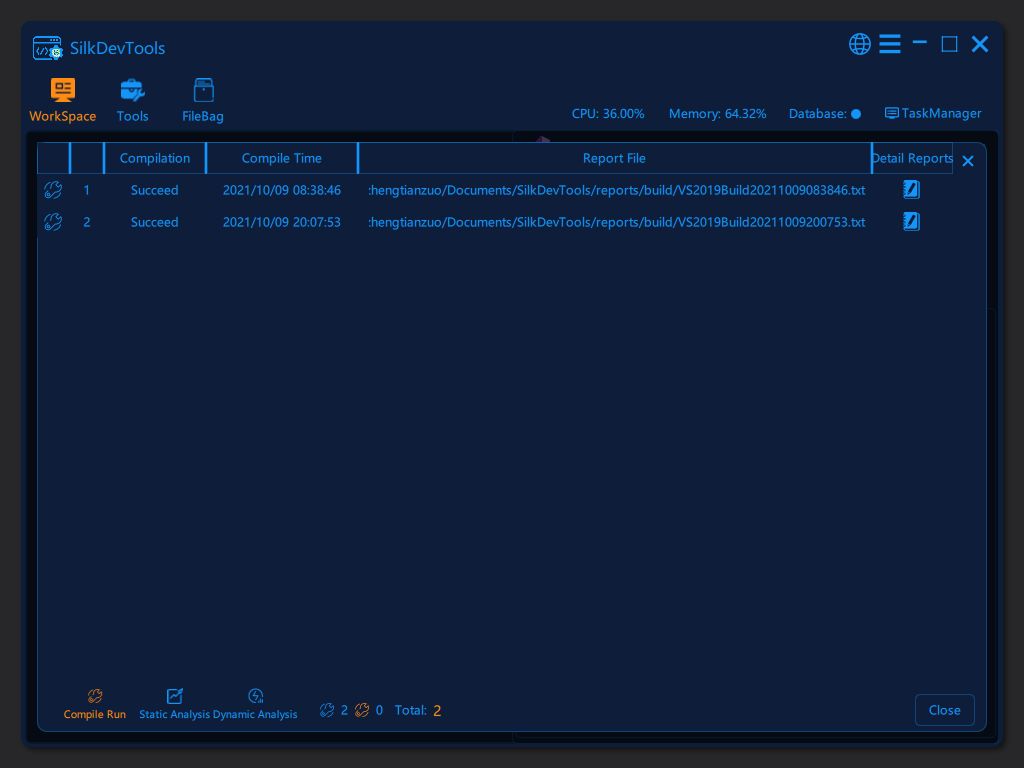 SilkDevTools
WorkSpace Tools FileBag
CPU: 36.00% Memory: 64.32% Database: TaskManager
Compilation Compile Time Report File Detail Reports
1 Succeed 2021/10/09 08:38:46 :hengtianzuo/Documents/SilkDevTools/reports/build/VS2019Build20211009083846.txt
2 Succeed 2021/10/09 20:07:53 :hengtianzuo/Documents/SilkDevTools/reports/build/VS2019Build20211009200753.txt
Compile Run Static Analysis Dynamic Analysis 2 0 Total: 2 Close